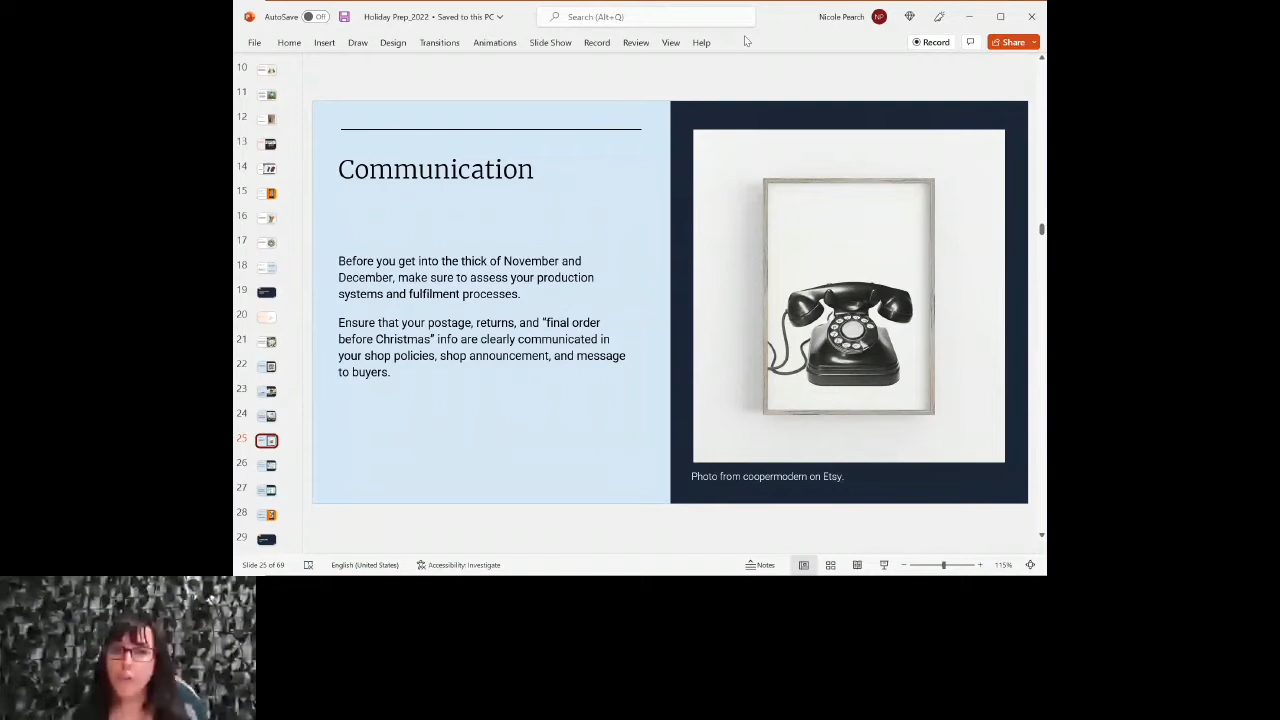 AutoSave Off Holiday Prep_2022 • Saved to this PC Search (Alt+Q) Nicole Pearch NP
File Home Insert Draw Design Transitions Animations Slide Show Record Review View Help Record Share
10
11
12
13
14
15
16
17
18
19
20
21
22
23
24
25
26
27
28
29
Communication
Before you get into the thick of November and
December, make sure to assess your production
systems and fulfilment processes.
Ensure that your postage, returns, and “final order
before Christmas” info are clearly communicated in
your shop policies, shop announcement, and message
to buyers.
Photo from coopermodern on Etsy.
Slide 25 of 69 English (United States) Accessibility: Investigate Notes 115%